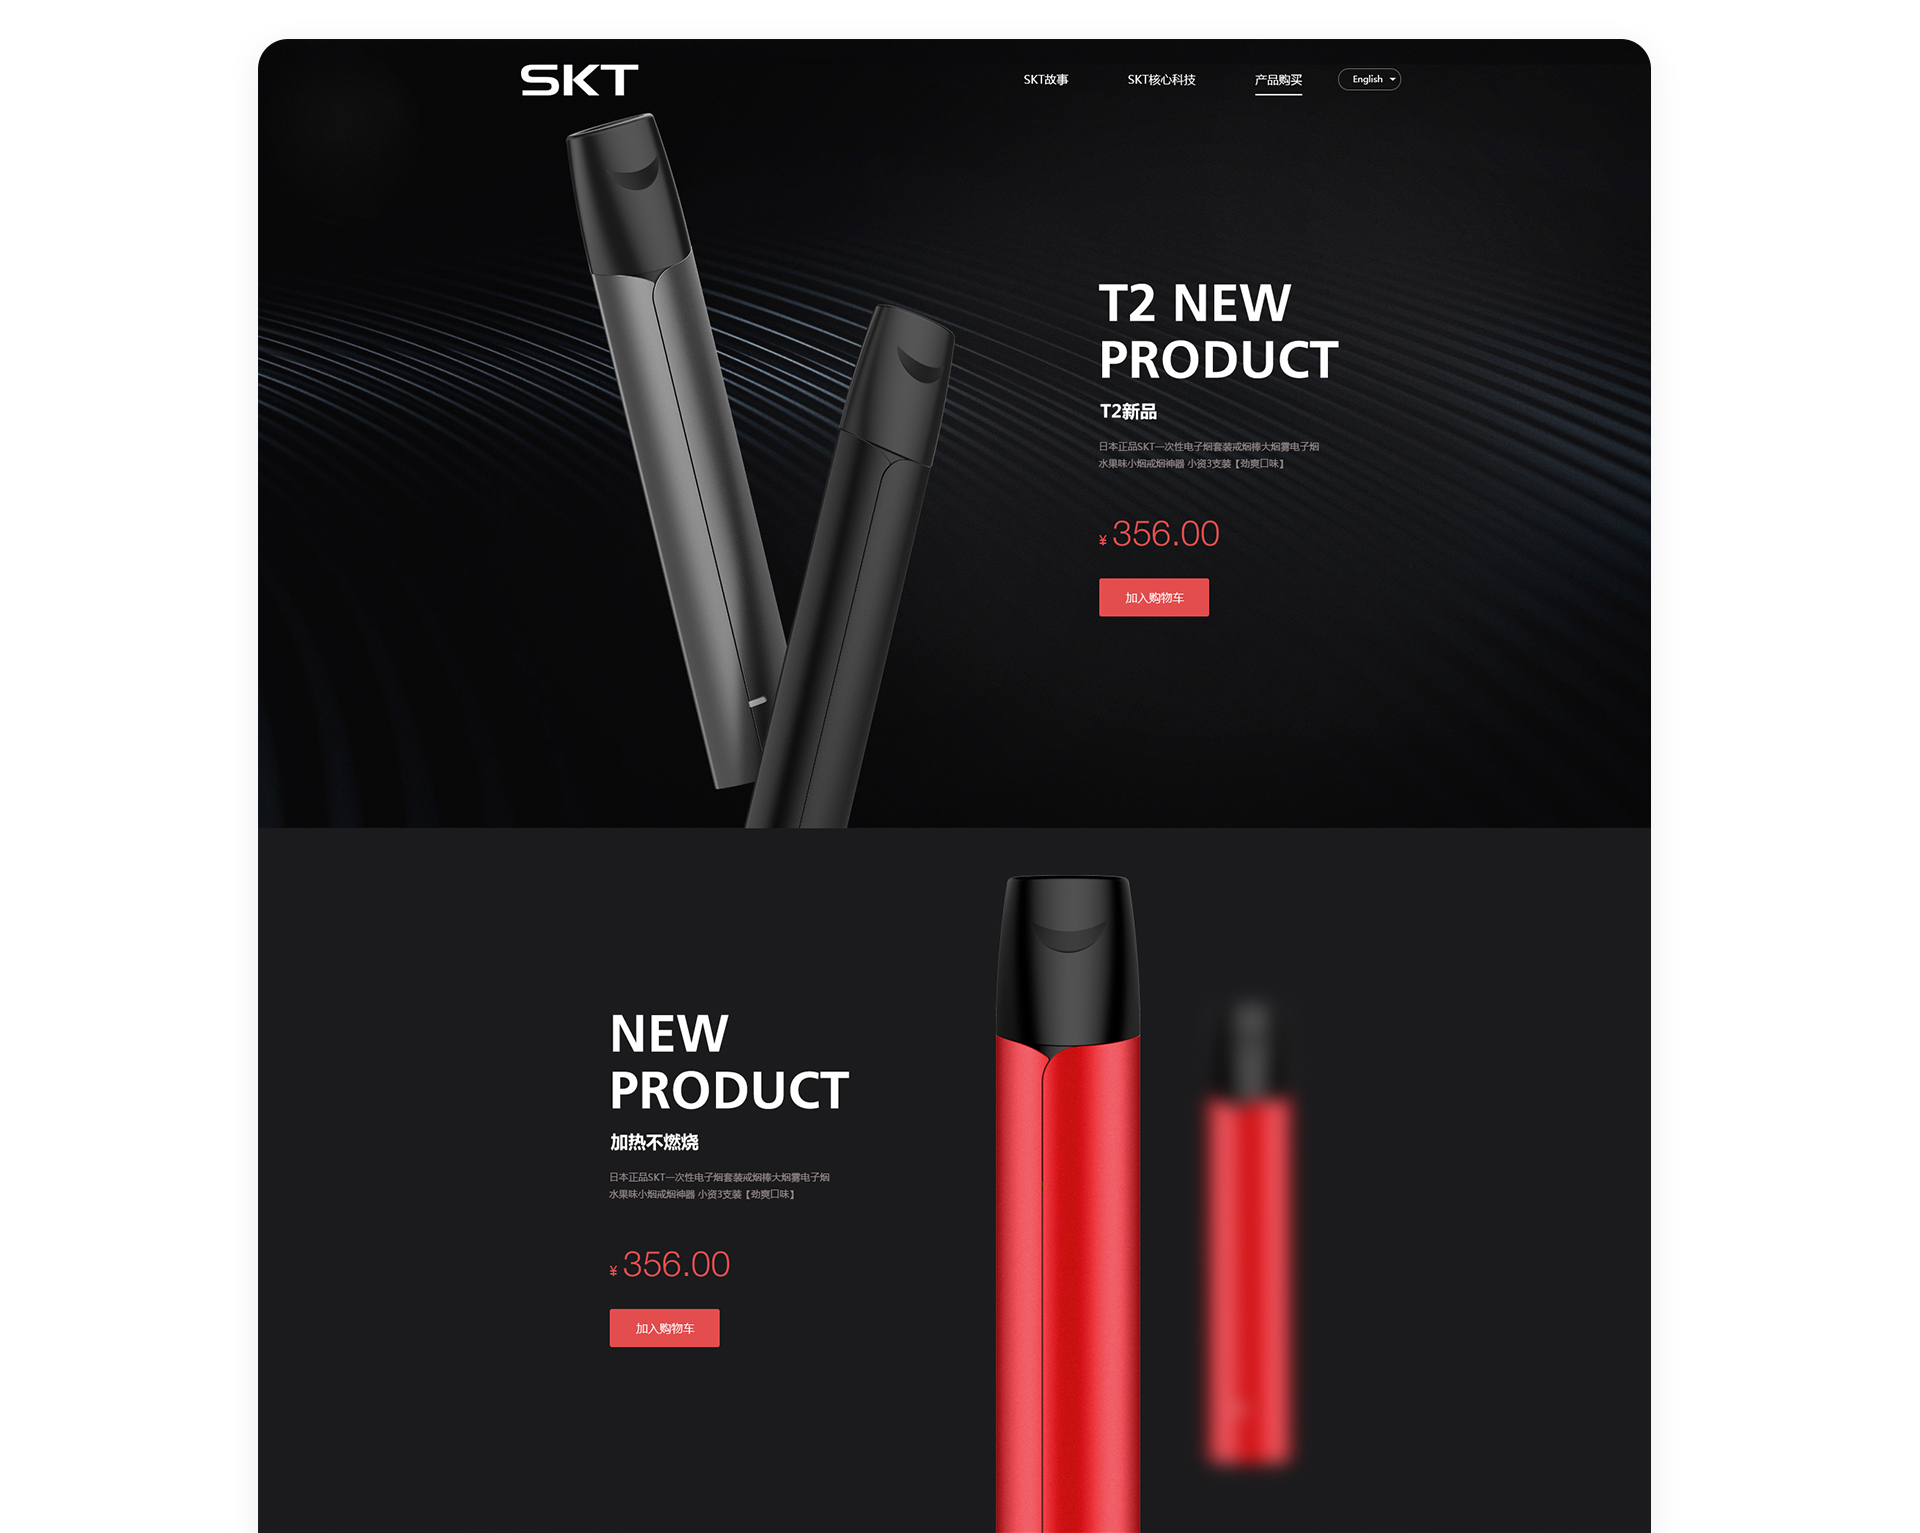 SKT
SKT故事
SKT核心科技
产品购买
English
T2 NEW
PRODUCT
T2新品
日本正品SKT一次性电子烟套装戒烟棒大烟雾电子烟
水果味小烟戒烟神器 小资3支装【劲爽口味】
¥ 356.00
加入购物车
NEW
PRODUCT
加热不燃烧
日本正品SKT一次性电子烟套装戒烟棒大烟雾电子烟
水果味小烟戒烟神器 小资3支装【劲爽口味】
¥ 356.00
加入购物车